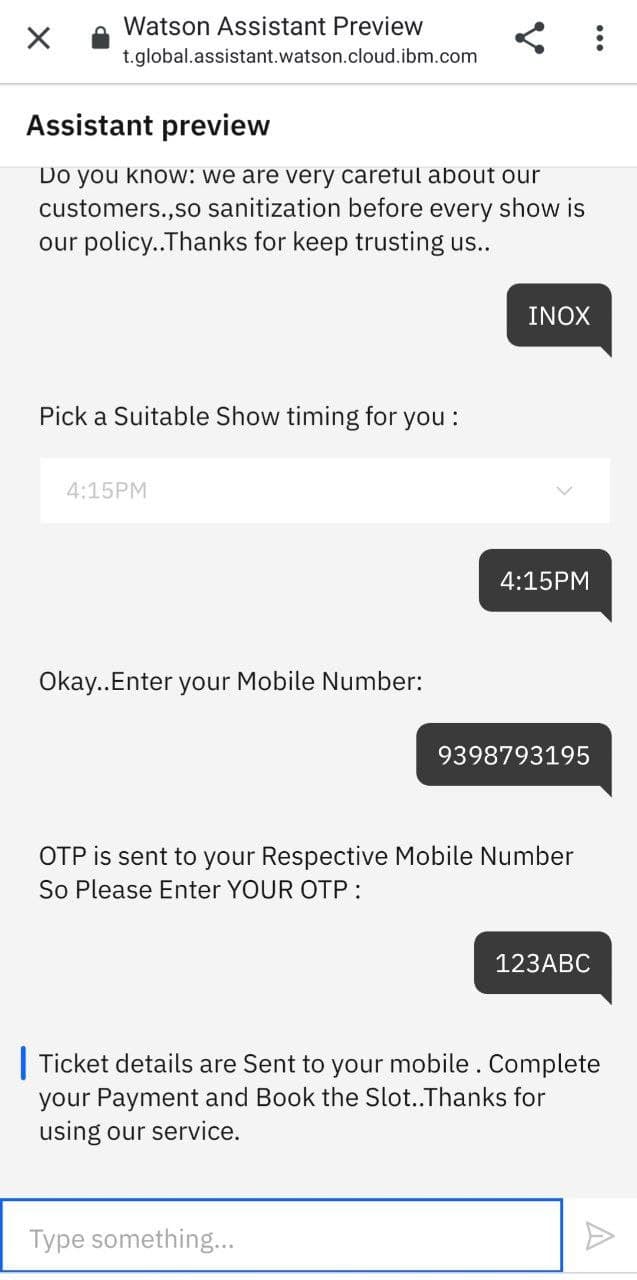 Watson Assistant Preview
t.global.assistant.watson.cloud.ibm.com
Assistant preview
Do you know: we are very careful about our
customers.,so sanitization before every show is
our policy..Thanks for keep trusting us..
INOX
Pick a Suitable Show timing for you :
4:15PM
4:15PM
Okay..Enter your Mobile Number:
9398793195
OTP is sent to your Respective Mobile Number
So Please Enter YOUR OTP :
123ABC
Ticket details are Sent to your mobile . Complete
your Payment and Book the Slot..Thanks for
using our service.
Type something...